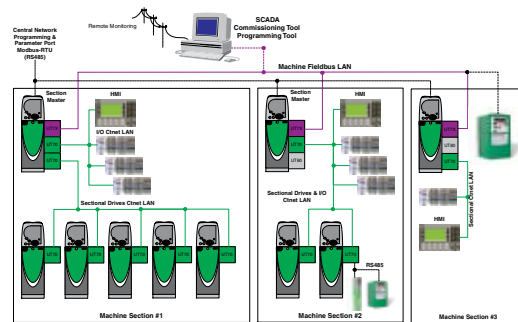 Remote Monitoring
SCADA
Commissioning Tool
Programming Tool
Central Network
Programming &
Parameter Port
Modbus-RTU
(RS485)
Machine Fieldbus LAN
Section
Master
HMI
I/O Ctnet LAN
Sectional Drives Ctnet LAN
Machine Section #1
Section
Master
HMI
Sectional Drives & I/O
Ctnet LAN
RS485
Machine Section #2
Sectional Ctnet LAN
HMI
Machine Section #3